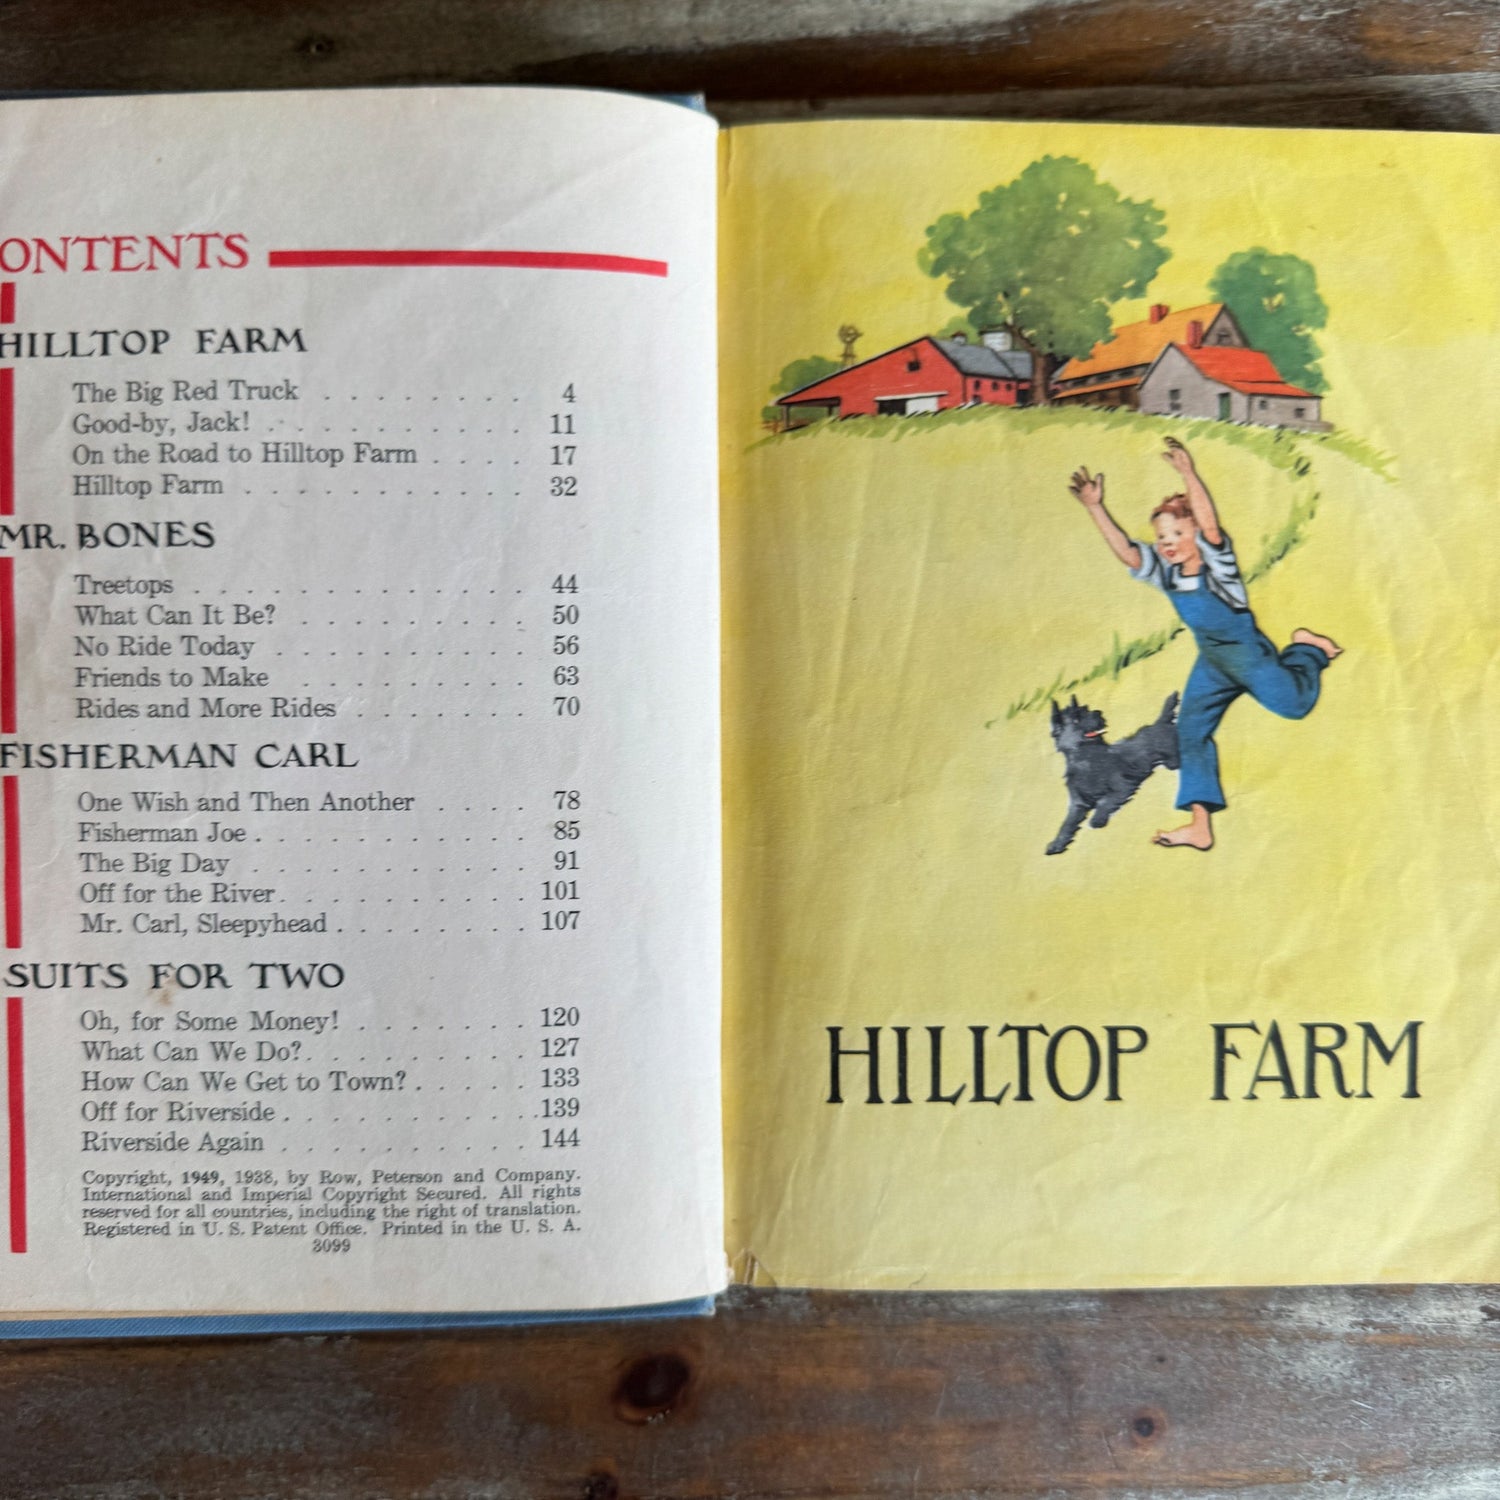 ONTENTS
HILLTOP FARM
The Big Red Truck . . . . . . . . 4
Good-by, Jack! . . . . . . . . . . 11
On the Road to Hilltop Farm . . . . 17
Hilltop Farm . . . . . . . . . . . 32
MR. BONES
Treetops . . . . . . . . . . . . . 44
What Can It Be? . . . . . . . . . 50
No Ride Today . . . . . . . . . . 56
Friends to Make . . . . . . . . . 63
Rides and More Rides . . . . . . . 70
FISHERMAN CARL
One Wish and Then Another . . . . 78
Fisherman Joe . . . . . . . . . . . 85
The Big Day . . . . . . . . . . . 91
Off for the River . . . . . . . . . . 101
Mr. Carl, Sleepyhead . . . . . . . . 107
SUITS FOR TWO
Oh, for Some Money! . . . . . . . 120
What Can We Do? . . . . . . . . . 127
How Can We Get to Town? . . . . . 133
Off for Riverside . . . . . . . . . . 139
Riverside Again . . . . . . . . . . 144
Copyright, 1949, 1938, by Row, Peterson and Company.
International and Imperial Copyright Secured. All rights
reserved for all countries, including the right of translation.
Registered in U. S. Patent Office. Printed in the U. S. A.
3099
HILLTOP FARM